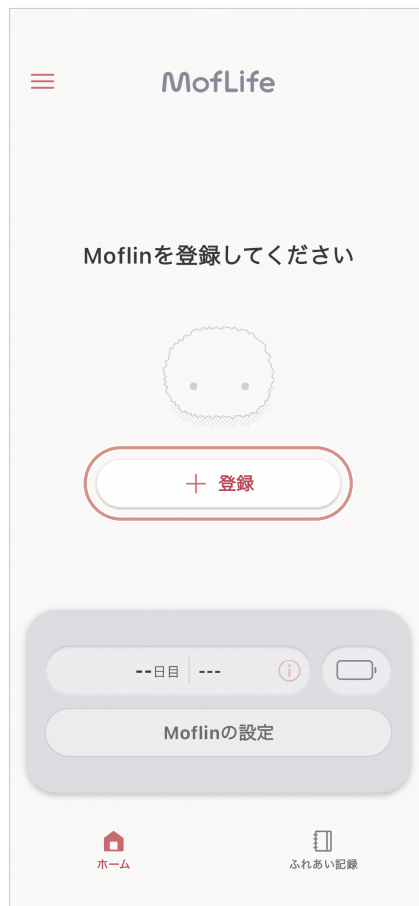 MofLife
Moflinを登録してください
＋ 登録
--日目 | ---
Moflinの設定
ホーム ふれあい記録